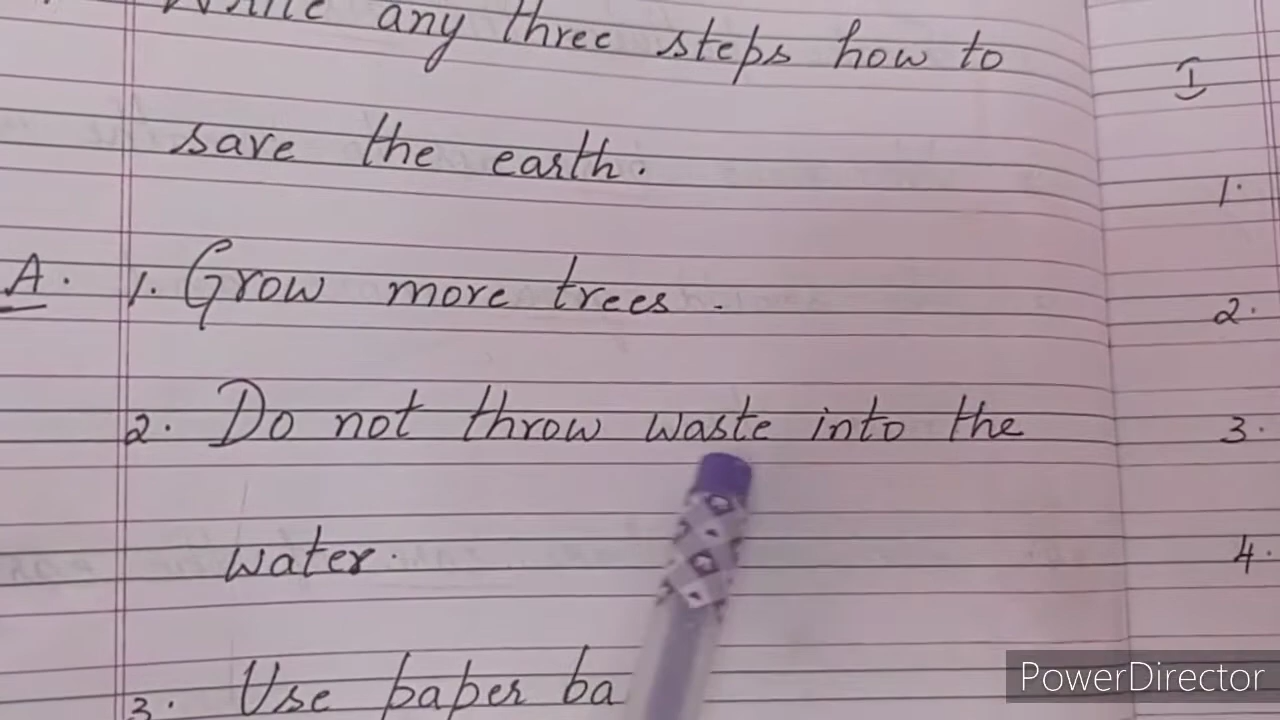 Write any three steps how to
save the earth.
A. 1. Grow more trees.
2. Do not throw waste into the
water.
3. Use paper ba
I
1.
2.
3.
4.
PowerDirector